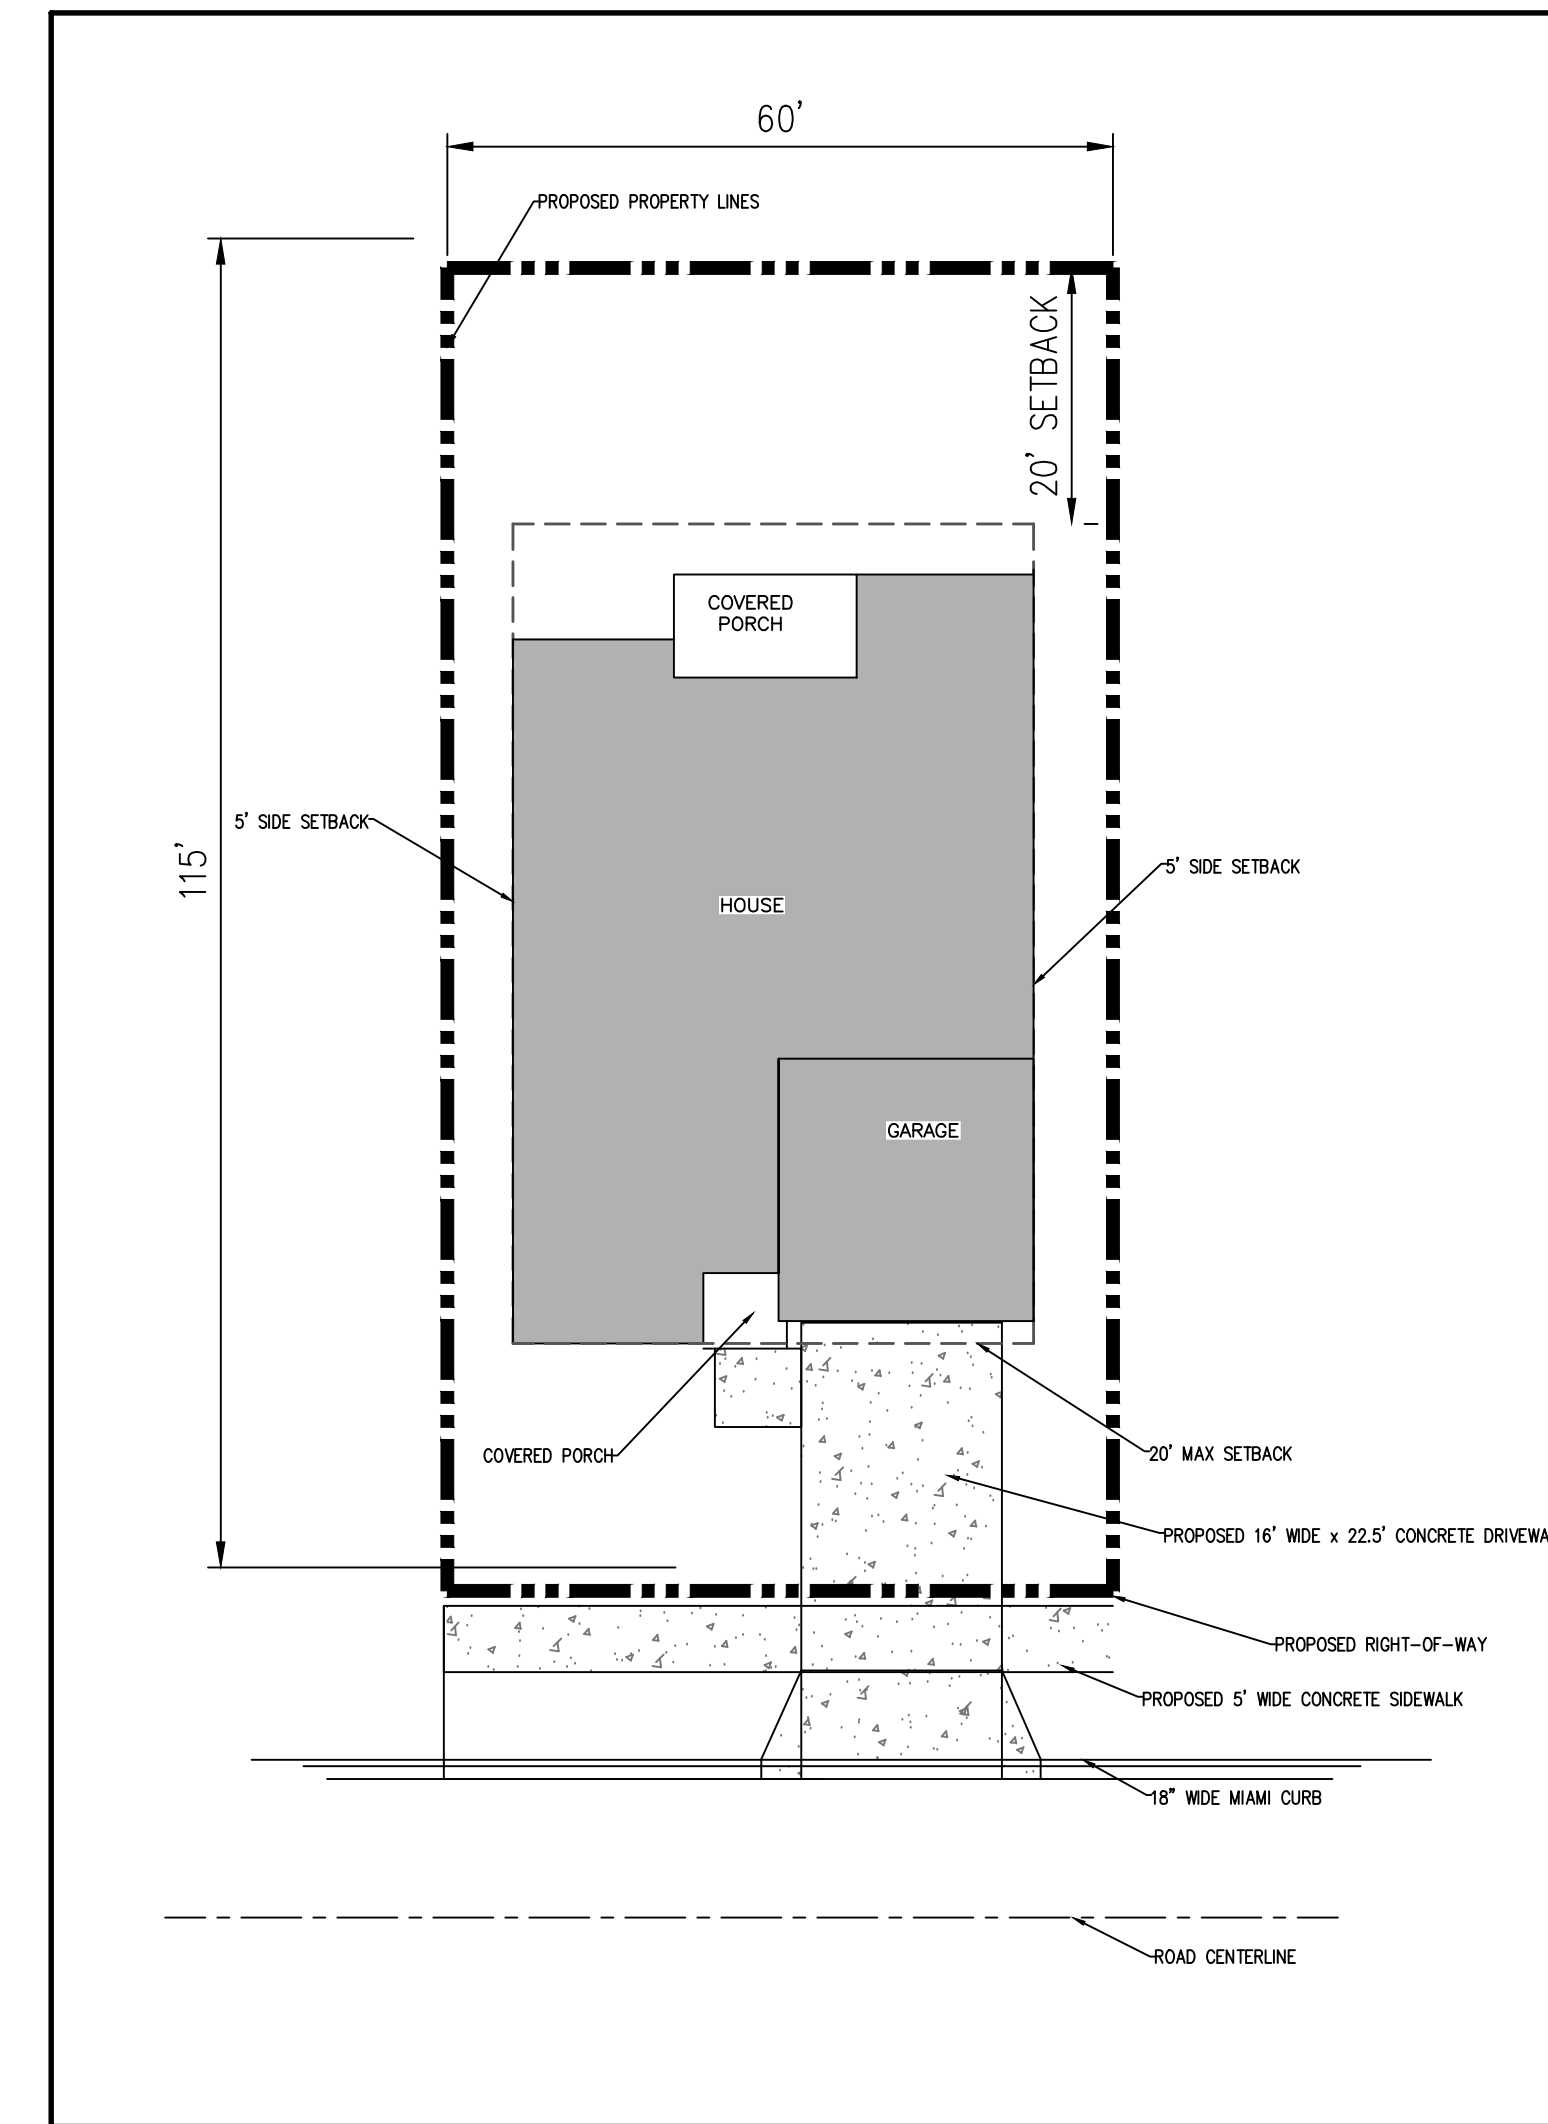 60'
PROPOSED PROPERTY LINES
20' SETBACK
COVERED
PORCH
5' SIDE SETBACK
115'
5' SIDE SETBACK
HOUSE
GARAGE
COVERED PORCH
20' MAX SETBACK
PROPOSED 16' WIDE x 22.5' CONCRETE DRIVEWA
PROPOSED RIGHT-OF-WAY
PROPOSED 5' WIDE CONCRETE SIDEWALK
18" WIDE MIAMI CURB
ROAD CENTERLINE